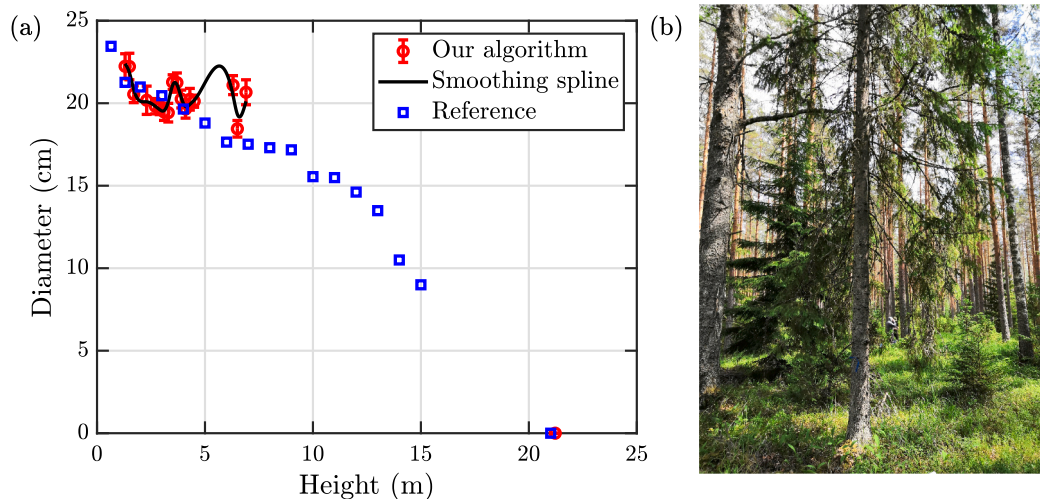 (a)
25
20
15
10
5
0
Diameter (cm)
Our algorithm
Smoothing spline
Reference
0 5 10 15 20 25
Height (m)
(b)